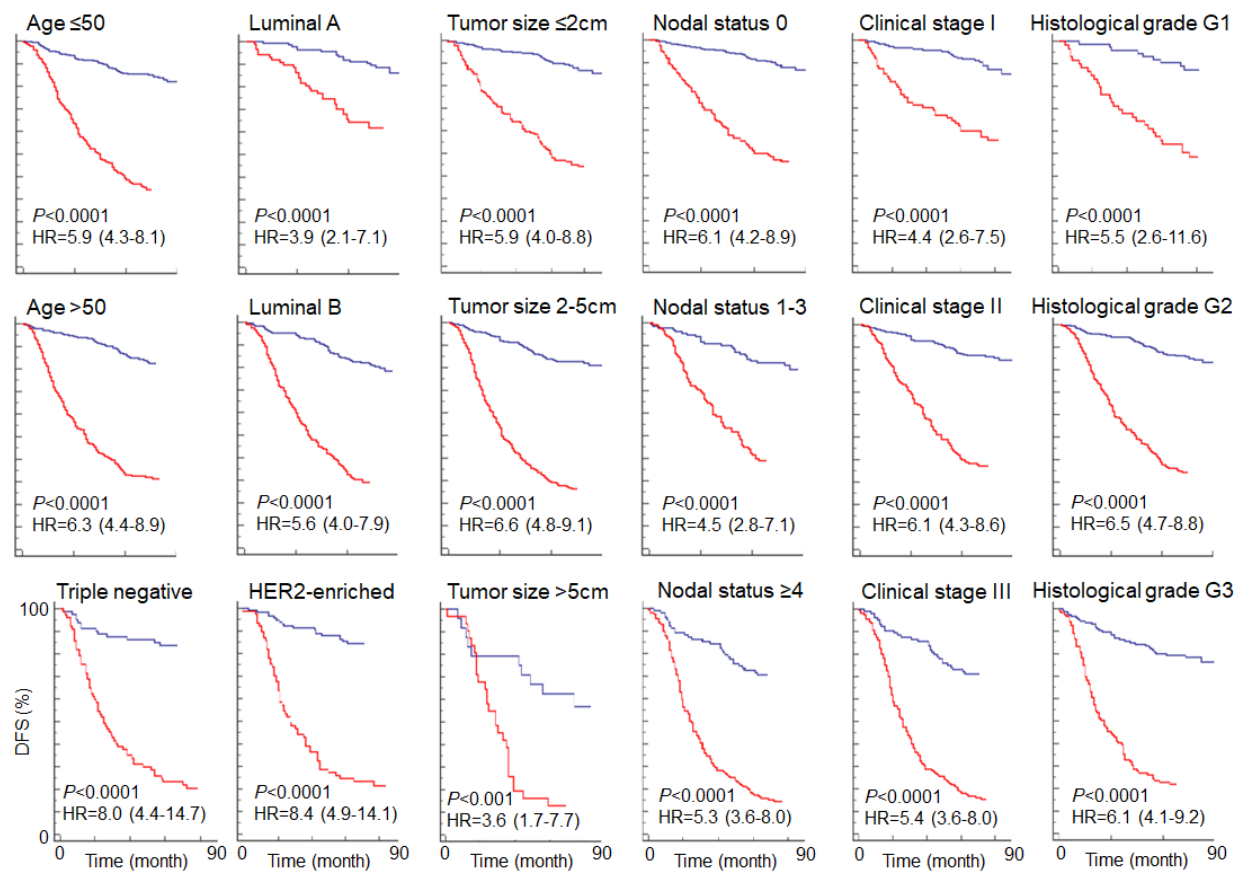 Age ≤50
Luminal A
Tumor size ≤2cm
Nodal status 0
Clinical stage I
Histological grade G1
P<0.0001
HR=5.9 (4.3-8.1)
P<0.0001
HR=3.9 (2.1-7.1)
P<0.0001
HR=5.9 (4.0-8.8)
P<0.0001
HR=6.1 (4.2-8.9)
P<0.0001
HR=4.4 (2.6-7.5)
P<0.0001
HR=5.5 (2.6-11.6)
Age >50
Luminal B
Tumor size 2-5cm
Nodal status 1-3
Clinical stage II
Histological grade G2
P<0.0001
HR=6.3 (4.4-8.9)
P<0.0001
HR=5.6 (4.0-7.9)
P<0.0001
HR=6.6 (4.8-9.1)
P<0.0001
HR=4.5 (2.8-7.1)
P<0.0001
HR=6.1 (4.3-8.6)
P<0.0001
HR=6.5 (4.7-8.8)
Triple negative
HER2-enriched
Tumor size >5cm
Nodal status ≥4
Clinical stage III
Histological grade G3
100
DFS (%)
0
P<0.0001
HR=8.0 (4.4-14.7)
P<0.0001
HR=8.4 (4.9-14.1)
P<0.001
HR=3.6 (1.7-7.7)
P<0.0001
HR=5.3 (3.6-8.0)
P<0.0001
HR=5.4 (3.6-8.0)
P<0.0001
HR=6.1 (4.1-9.2)
0 Time (month) 90
0 Time (month) 90
0 Time (month) 90
0 Time (month) 90
0 Time (month) 90
0 Time (month) 90